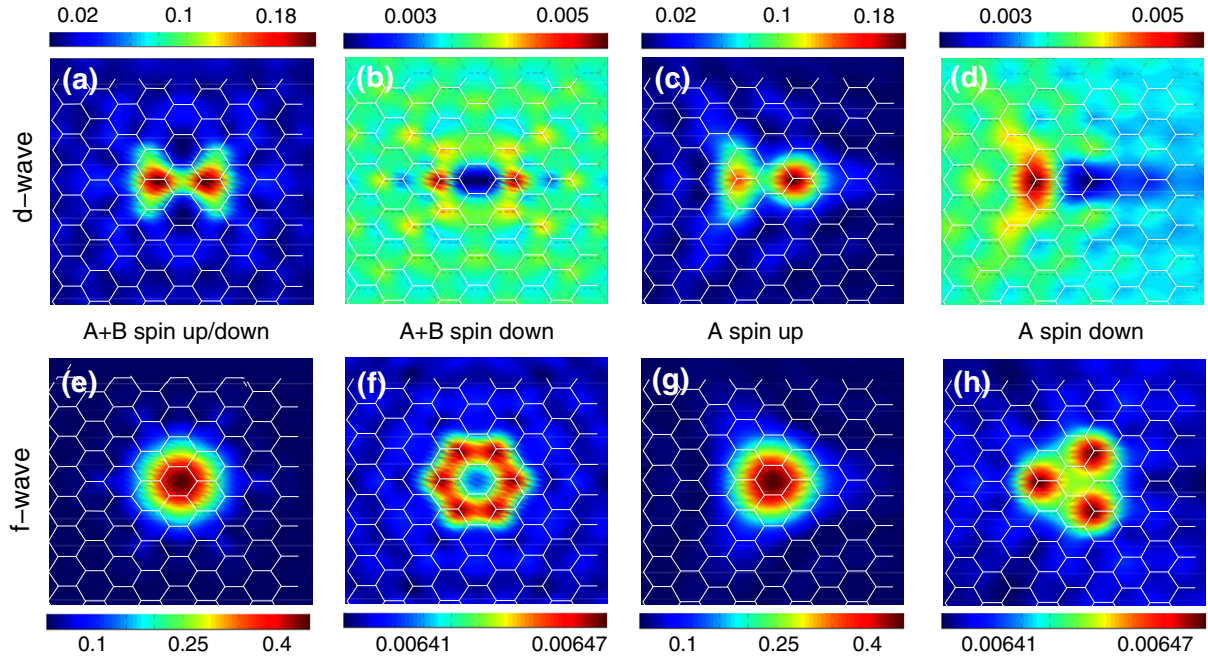 0.02 0.1 0.18 0.003 0.005 0.02 0.1 0.18 0.003 0.005
(a) (b) (c) (d)
d-wave
A+B spin up/down A+B spin down A spin up A spin down
(e) (f) (g) (h)
f-wave
0.1 0.25 0.4 0.00641 0.00647 0.1 0.25 0.4 0.00641 0.00647